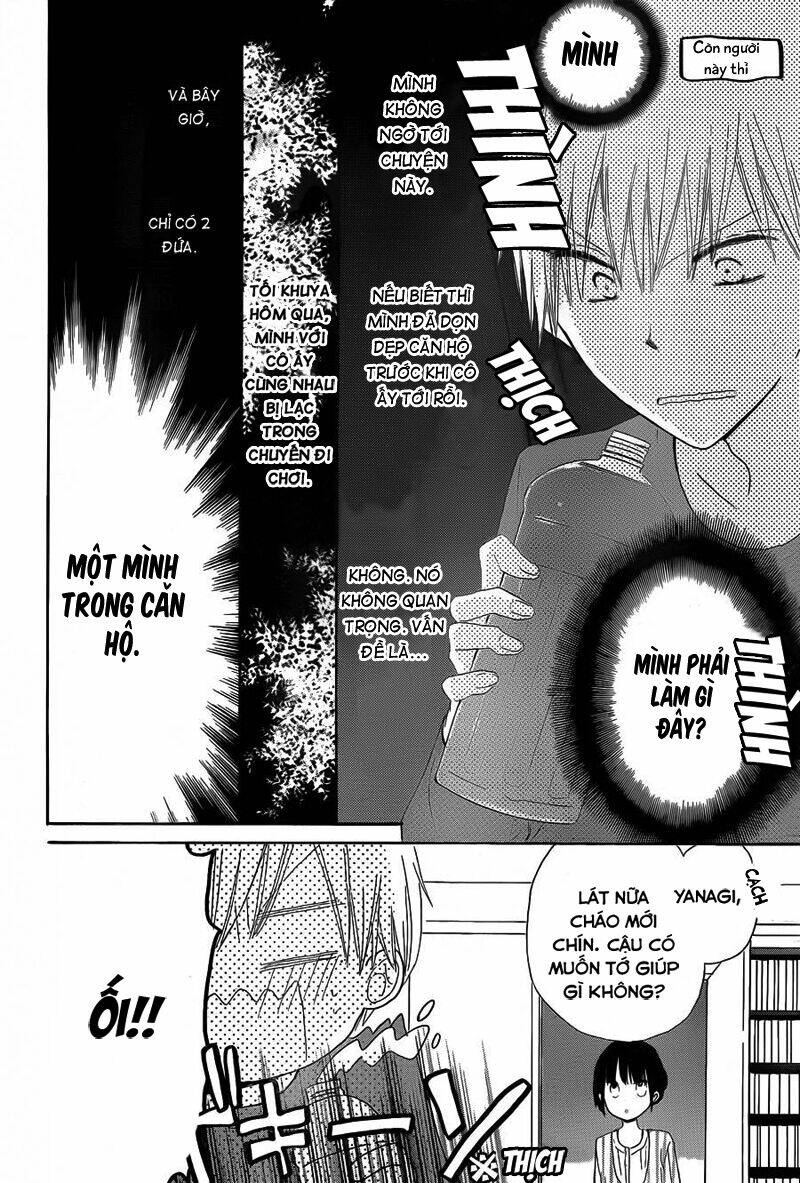 Còn người
này thì
MÌNH
THÌNH
MÌNH
KHÔNG
NGỜ TỚI
CHUYỆN
NÀY.
NẾU BIẾT THÌ
MÌNH ĐÃ DỌN
DẸP CĂN HỘ
TRƯỚC KHI CÔ
ẤY TỚI RỒI.
THỊCH
KHÔNG. NÓ
KHÔNG QUAN
TRỌNG. VẤN
ĐỀ LÀ...
MÌNH PHẢI
LÀM GÌ
ĐÂY?
THÌNH
TỐI KHUYA
HÔM QUA,
MÌNH VỚI
CÔ ẤY
CÙNG NHAU
BỊ LẠC
TRONG
CHUYẾN ĐI
CHƠI.
VÀ BÂY
GIỜ,
CHỈ CÓ 2
ĐỨA.
MỘT MÌNH
TRONG CĂN
HỘ.
CẠCH
YANAGI,
LÁT NỮA
CHÁO MỚI
CHÍN. CẬU CÓ
MUỐN TỚ GIÚP
GÌ KHÔNG?
ỐI!!
ドキーン
※ THỊCH